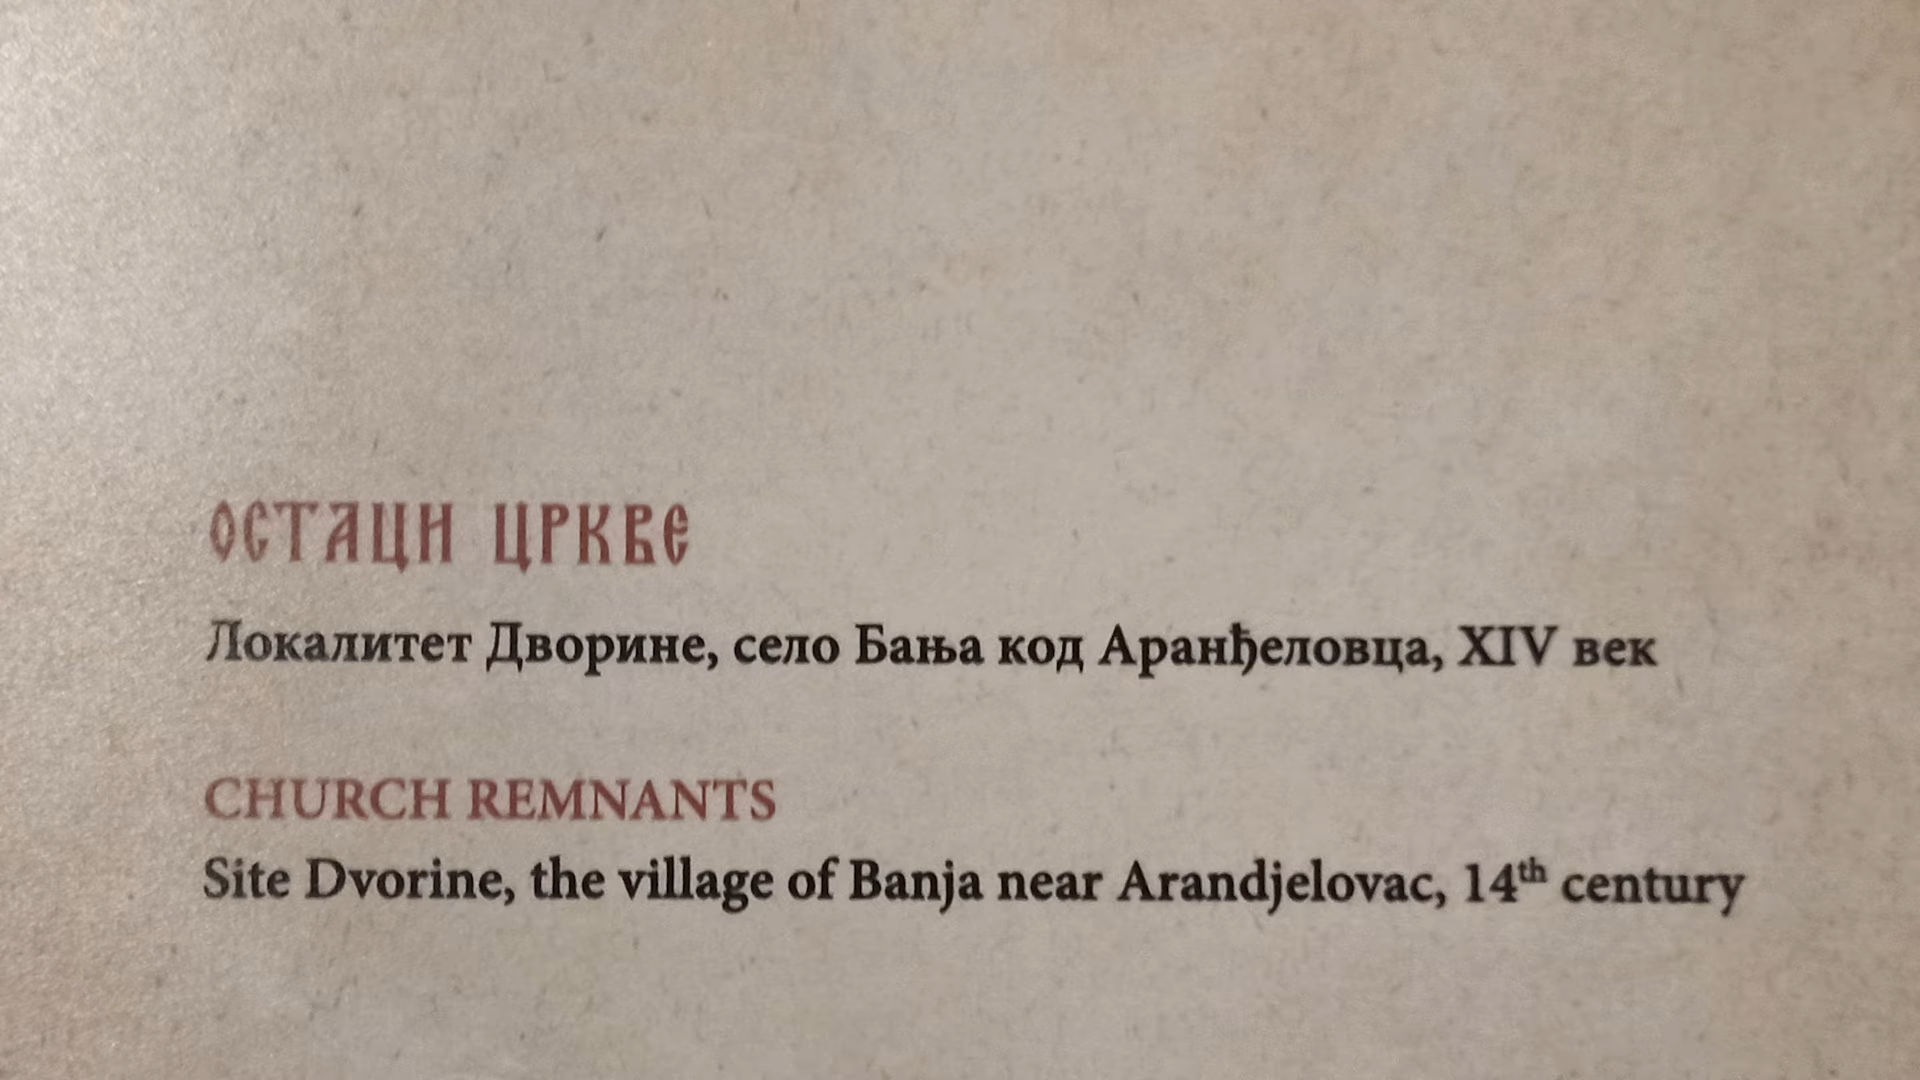 ОСТАЦИ ЦРКВЕ
Локалитет Дворине, село Бања код Аранђеловца, XIV век
CHURCH REMNANTS
Site Dvorine, the village of Banja near Arandjelovac, 14th century